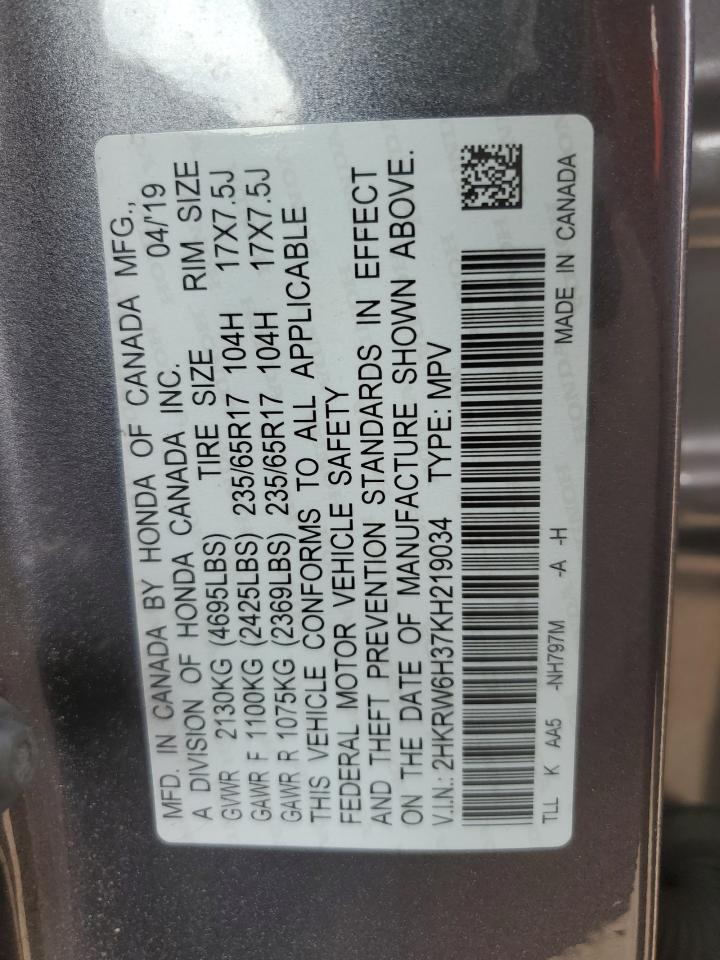 MFD. IN CANADA BY HONDA OF CANADA MFG.,
A DIVISION OF HONDA CANADA INC. 04/'19
GVWR 2130KG (4695LBS) TIRE SIZE RIM SIZE
GAWR F 1100KG (2425LBS) 235/65R17 104H 17X7.5J
GAWR R 1075KG (2369LBS) 235/65R17 104H 17X7.5J
THIS VEHICLE CONFORMS TO ALL APPLICABLE
FEDERAL MOTOR VEHICLE SAFETY
AND THEFT PREVENTION STANDARDS IN EFFECT
ON THE DATE OF MANUFACTURE SHOWN ABOVE.
V.I.N.: 2HKRW6H37KH219034 TYPE: MPV
TLL K AA5 -NH797M -A -H MADE IN CANADA